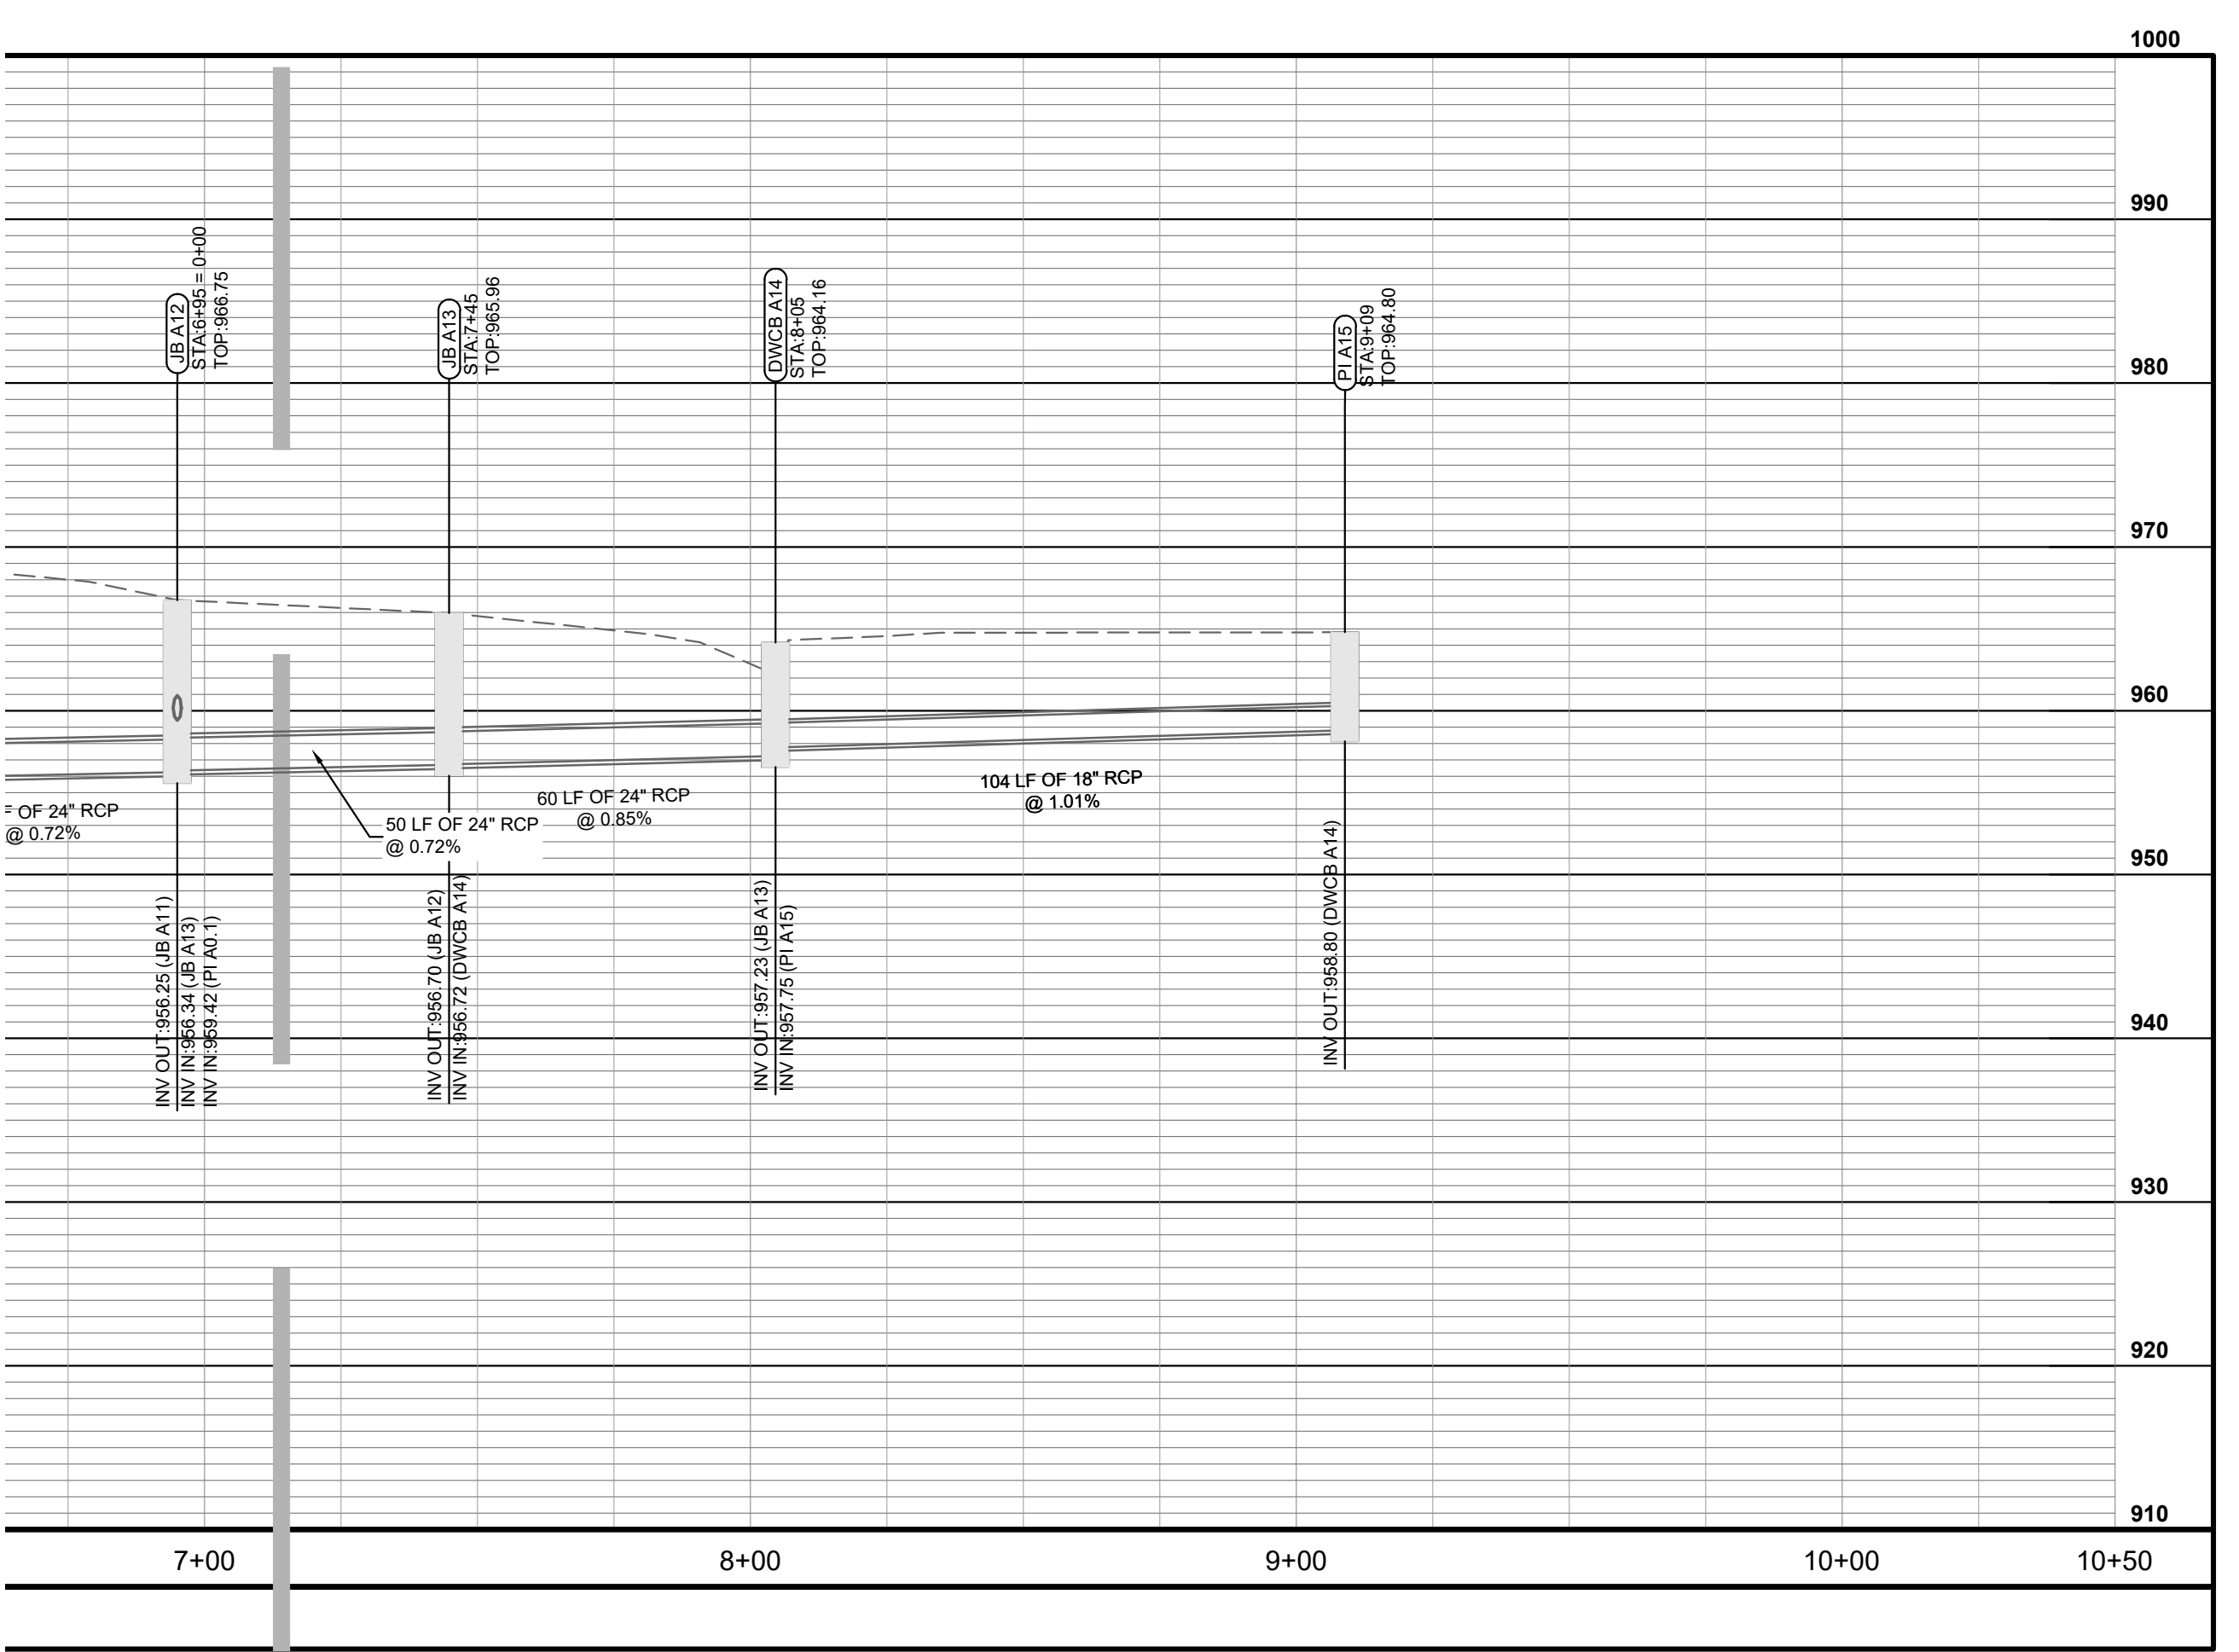 1000
990
980
970
960
950
940
930
920
910
JB A12
STA:6+95 = 0+00
TOP:966.75
JB A13
STA:7+45
TOP:965.96
DWCB A14
STA:8+05
TOP:964.16
PI A15
STA:9+09
TOP:964.80
F OF 24" RCP
@ 0.72%
50 LF OF 24" RCP
@ 0.72%
60 LF OF 24" RCP
@ 0.85%
104 LF OF 18" RCP
@ 1.01%
INV OUT:956.25 (JB A11)
INV IN:956.34 (JB A13)
INV IN:959.42 (PI A0.1)
INV OUT:956.70 (JB A12)
INV IN:956.72 (DWCB A14)
INV OUT:957.23 (JB A13)
INV IN:957.75 (PI A15)
INV OUT:958.80 (DWCB A14)
7+00
8+00
9+00
10+00
10+50